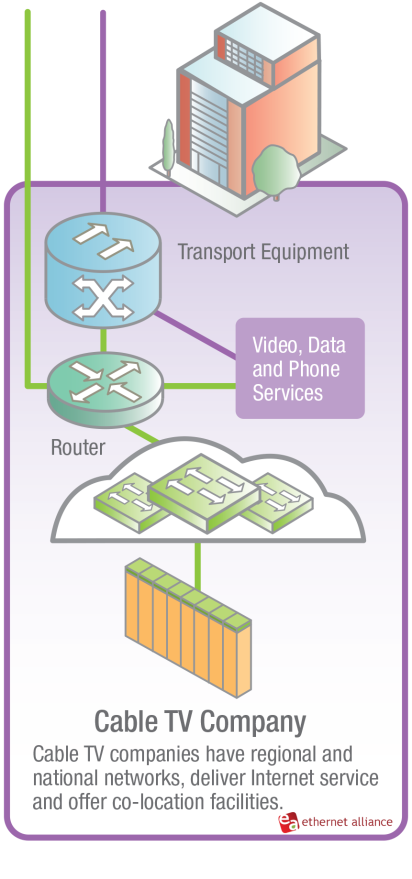 Transport Equipment
Video, Data
and Phone
Services
Router
Cable TV Company
Cable TV companies have regional and
national networks, deliver Internet service
and offer co-location facilities.
ea ethernet alliance